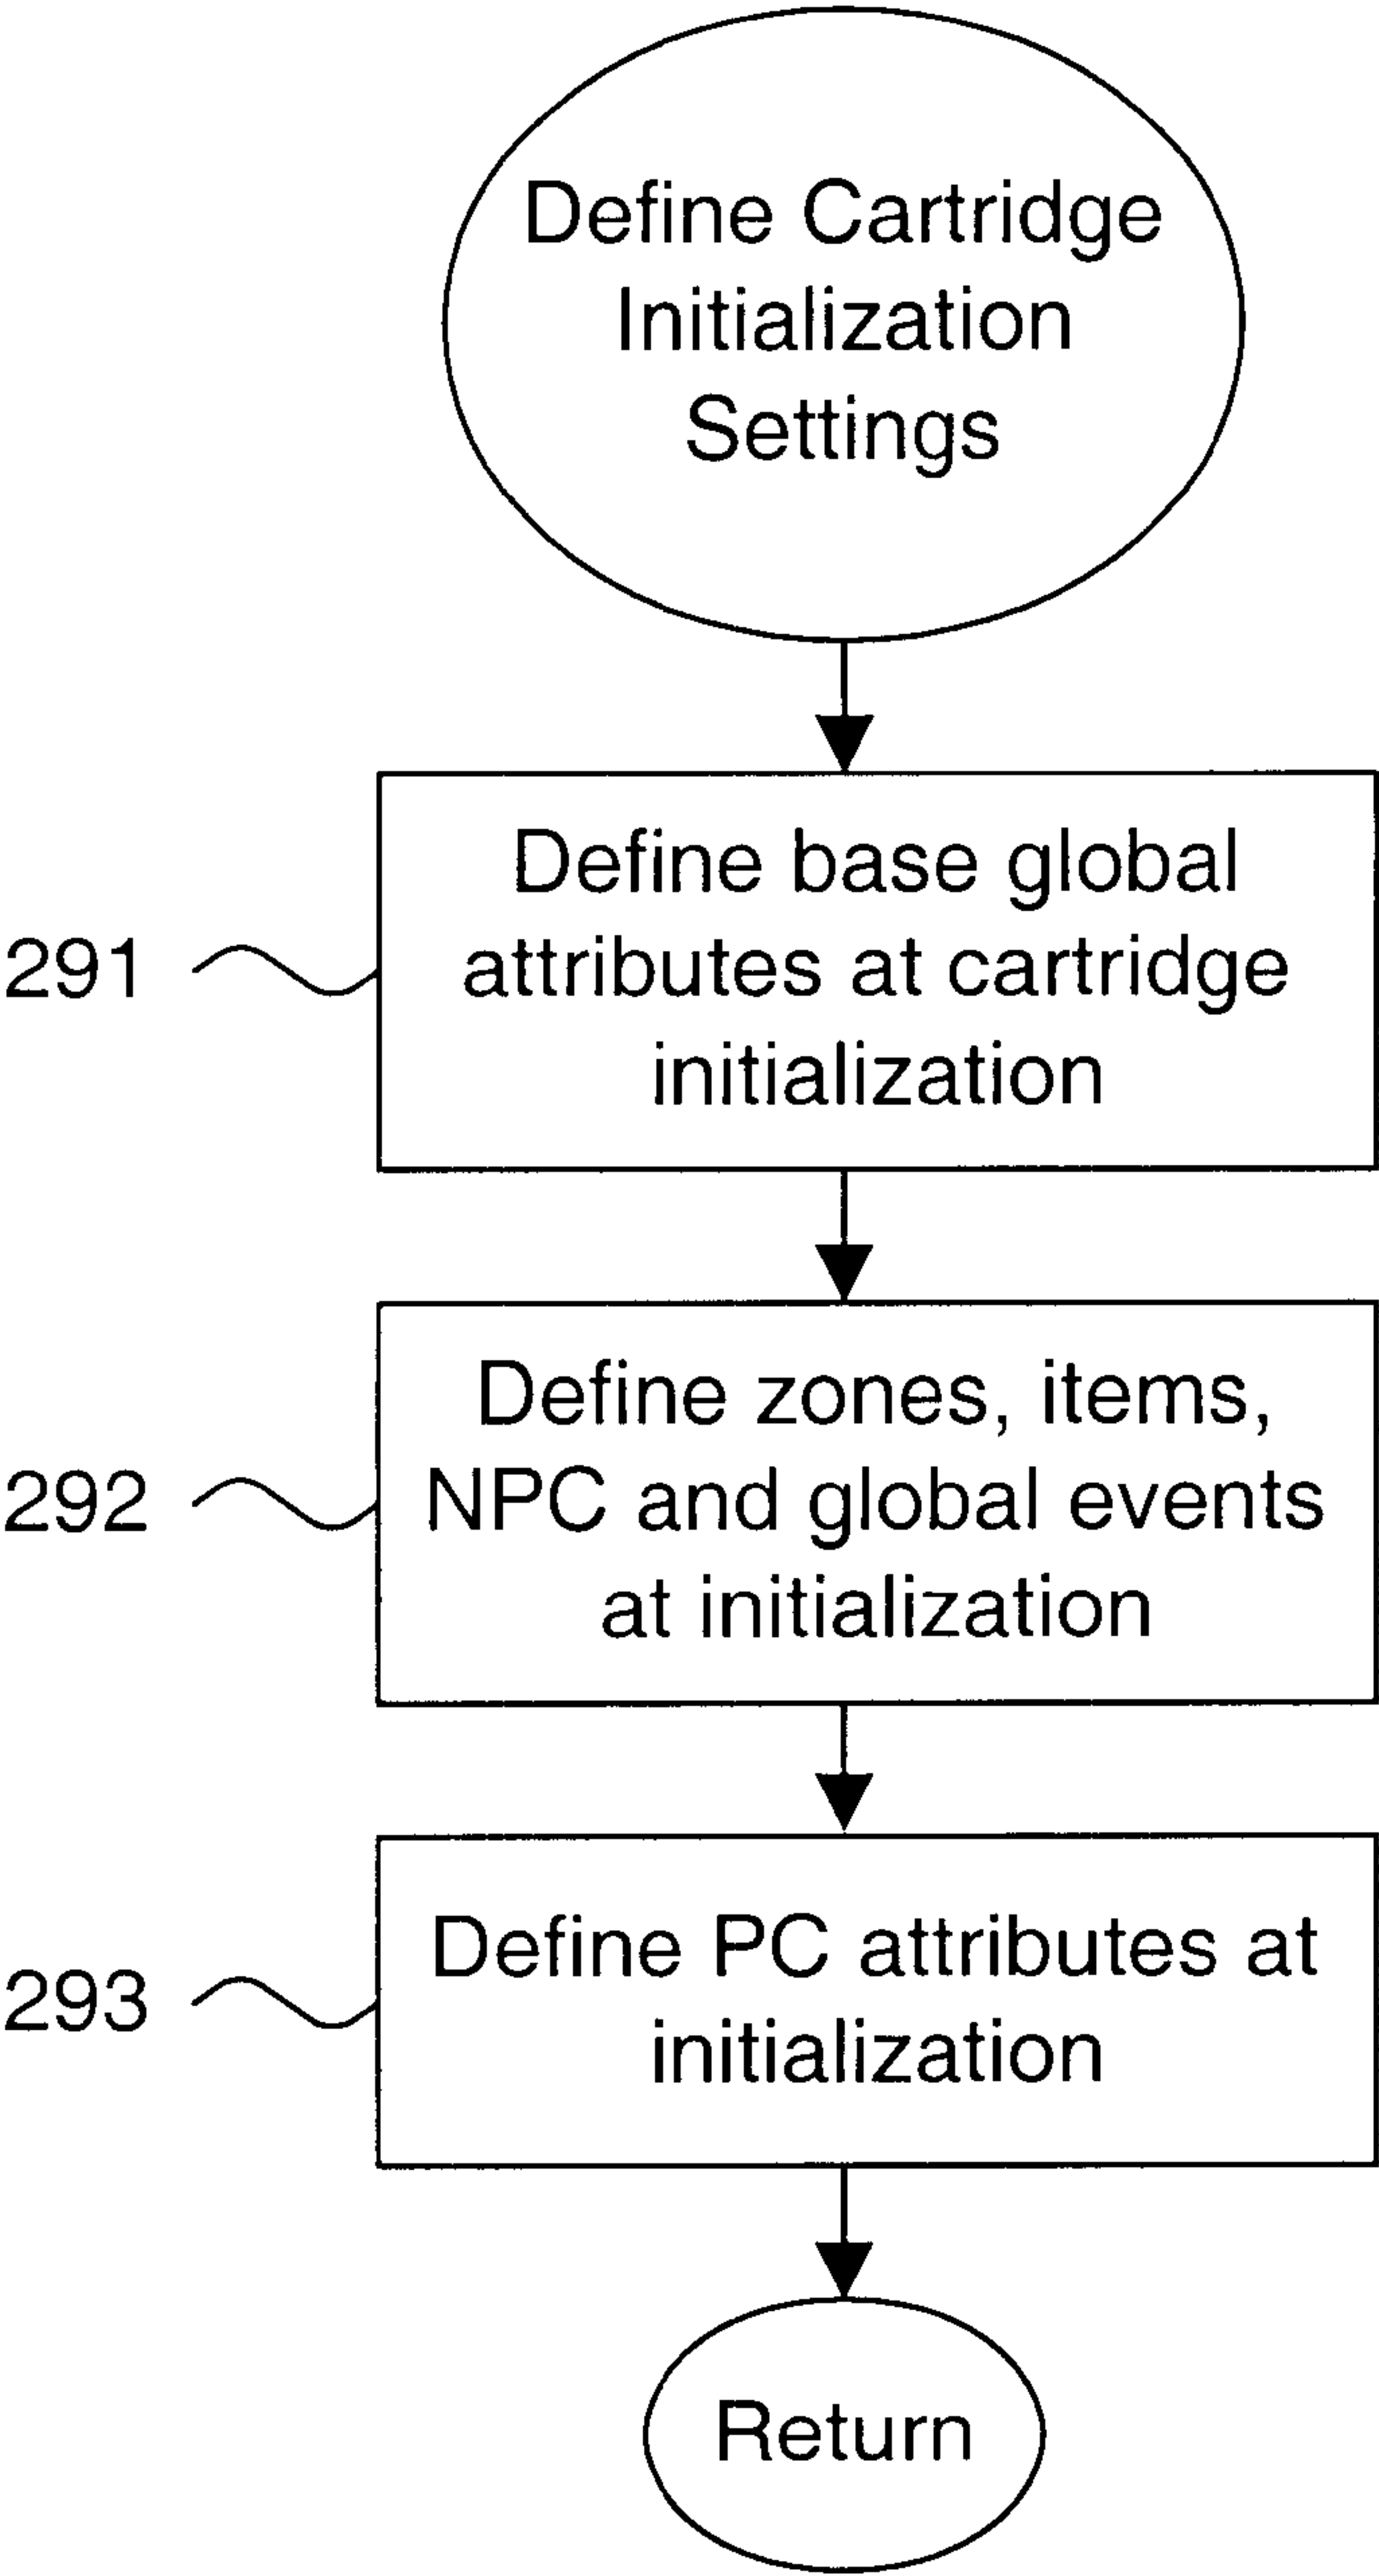 Define Cartridge
Initialization
Settings
291
Define base global
attributes at cartridge
initialization
292
Define zones, items,
NPC and global events
at initialization
293
Define PC attributes at
initialization
Return